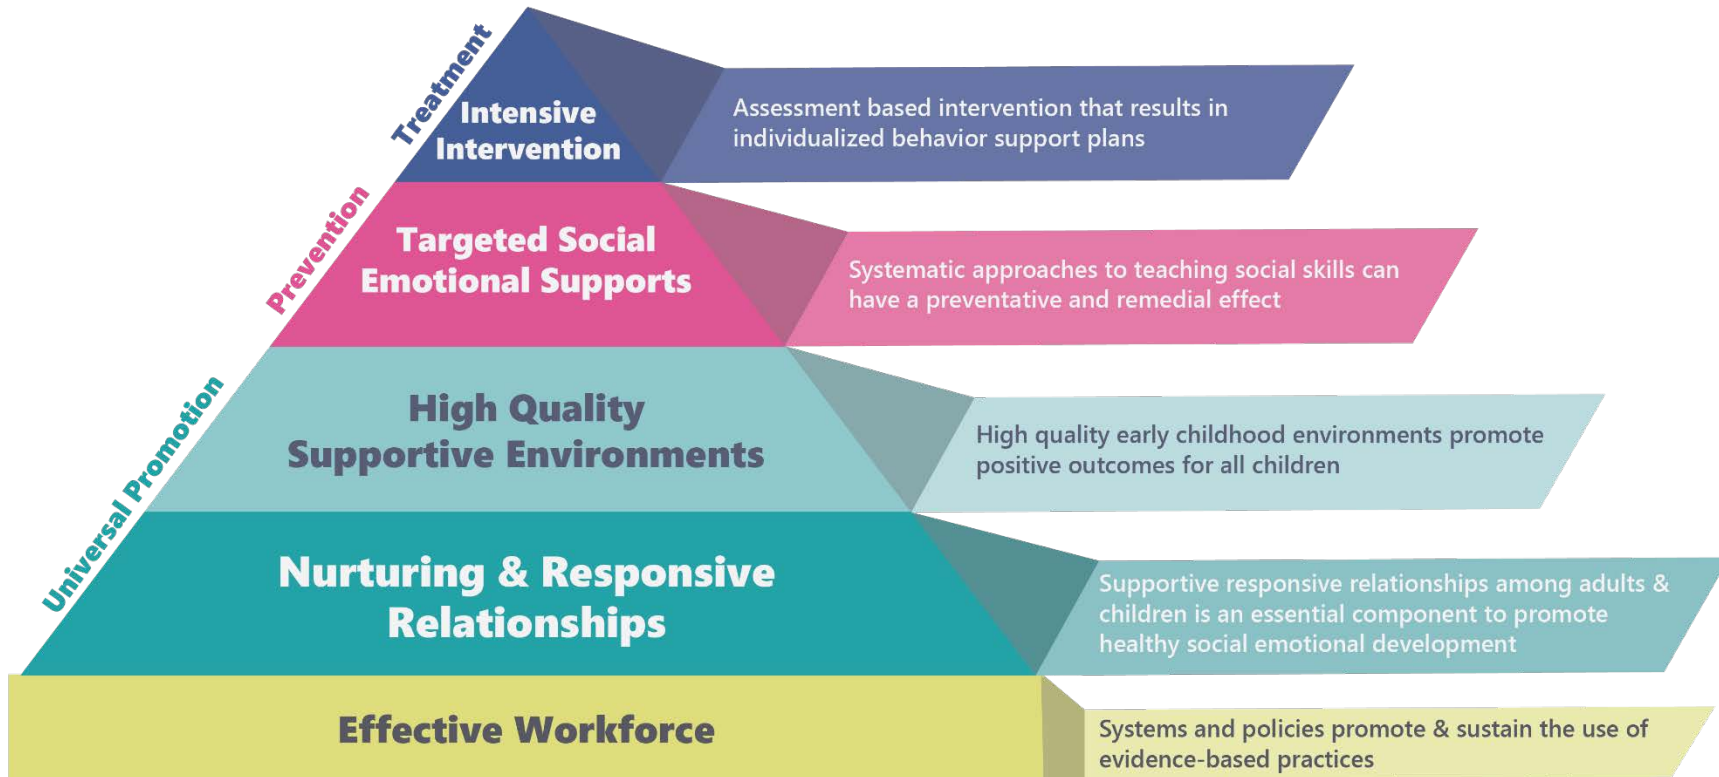 Treatment
Intensive
Intervention
Assessment based intervention that results in
individualized behavior support plans
Prevention
Targeted Social
Emotional Supports
Systematic approaches to teaching social skills can
have a preventative and remedial effect
Universal Promotion
High Quality
Supportive Environments
High quality early childhood environments promote
positive outcomes for all children
Nurturing & Responsive
Relationships
Supportive responsive relationships among adults &
children is an essential component to promote
healthy social emotional development
Effective Workforce
Systems and policies promote & sustain the use of
evidence-based practices